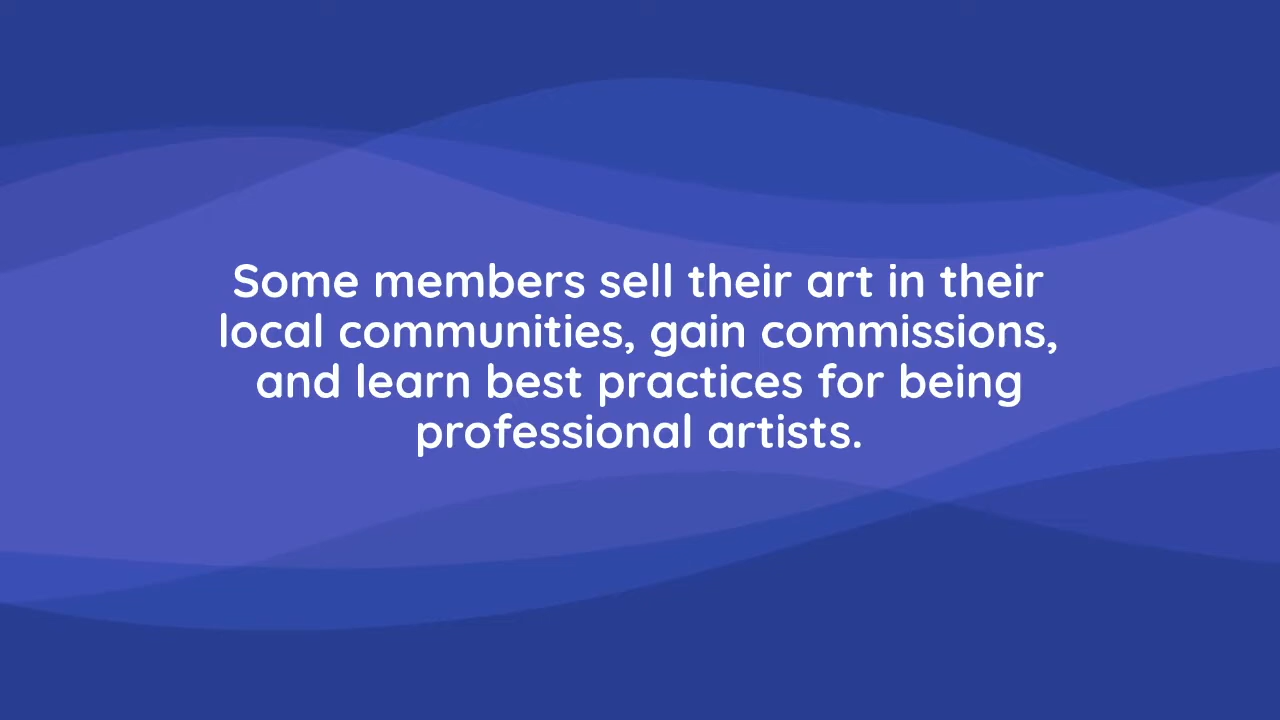 Some members sell their art in their
local communities, gain commissions,
and learn best practices for being
professional artists.